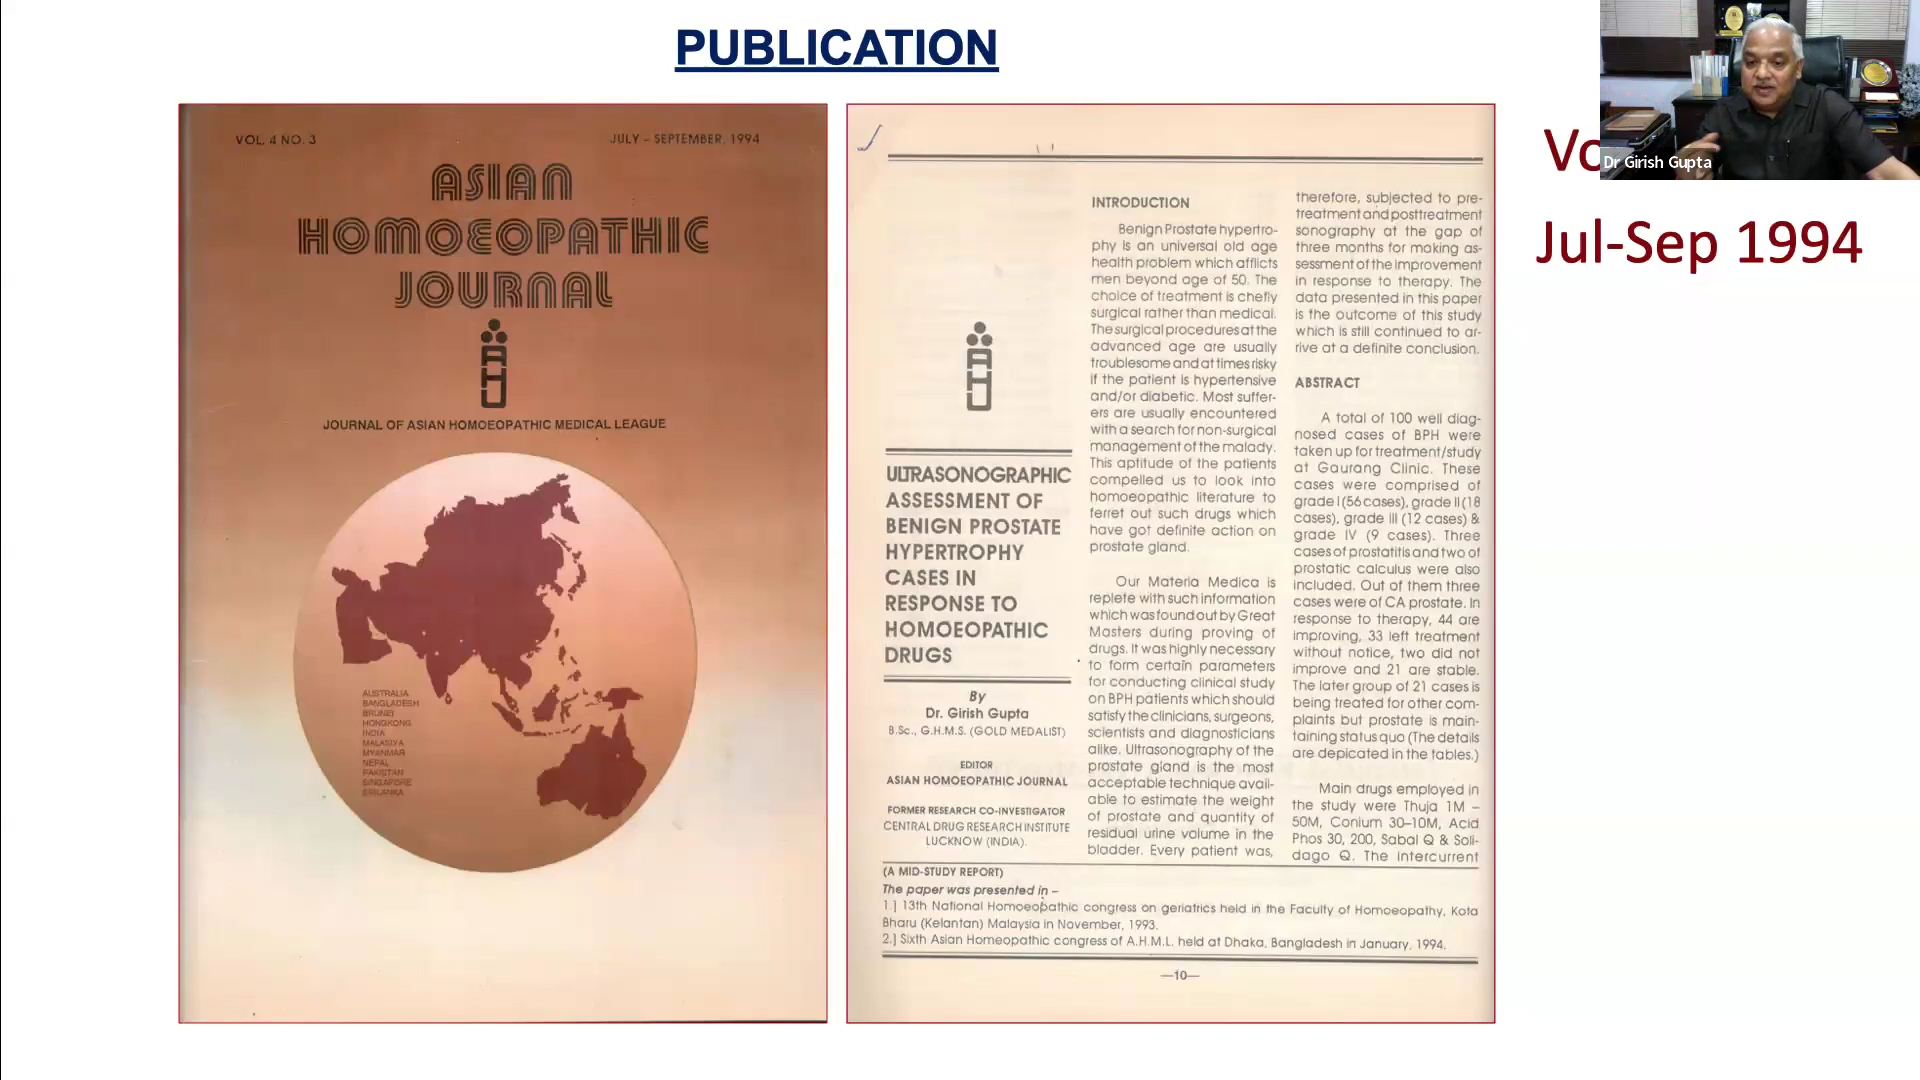 PUBLICATION
VOL. 4 NO. 3
JULY - SEPTEMBER, 1994
ASIAN
HOMOEOPATHIC
JOURNAL
AHJ
JOURNAL OF ASIAN HOMOEOPATHIC MEDICAL LEAGUE
AUSTRALIA
BANGLADESH
BRUNEI
HONGKONG
INDIA
MALASIYA
MYANMAR
NEPAL
PAKISTAN
SINGAPORE
SRILANKA
AHJ
ULTRASONOGRAPHIC
ASSESSMENT OF
BENIGN PROSTATE
HYPERTROPHY
CASES IN
RESPONSE TO
HOMOEOPATHIC
DRUGS
By
Dr. Girish Gupta
B.Sc., G.H.M.S. (GOLD MEDALIST)
EDITOR
ASIAN HOMOEOPATHIC JOURNAL
FORMER RESEARCH CO-INVESTIGATOR
CENTRAL DRUG RESEARCH INSTITUTE
LUCKNOW (INDIA).
INTRODUCTION
Benign Prostate hypertro-
phy is an universal old age
health problem which afflicts
men beyond age of 50. The
choice of treatment is chefly
surgical rather than medical.
The surgical procedures at the
advanced age are usually
troublesome and at times risky
if the patient is hypertensive
and/or diabetic. Most suffer-
ers are usually encountered
with a search for non-surgical
management of the malady.
This aptitude of the patients
compelled us to look into
homoeopathic literature to
ferret out such drugs which
have got definite action on
prostate gland.
Our Materia Medica is
replete with such information
which was found out by Great
Masters during proving of
drugs. It was highly necessary
to form certain parameters
for conducting clinical study
on BPH patients which should
satisfy the clinicians, surgeons,
scientists and diagnosticians
alike. Ultrasonography of the
prostate gland is the most
acceptable technique avail-
able to estimate the weight
of prostate and quantity of
residual urine volume in the
bladder. Every patient was,
therefore, subjected to pre-
treatment and posttreatment
sonography at the gap of
three months for making as-
sessment of the improvement
in response to therapy. The
data presented in this paper
is the outcome of this study
which is still continued to ar-
rive at a definite conclusion.
ABSTRACT
A total of 100 well diag-
nosed cases of BPH were
taken up for treatment/study
at Gaurang Clinic. These
cases were comprised of
grade I (56 cases), grade II (18
cases), grade III (12 cases) &
grade IV (9 cases). Three
cases of prostatitis and two of
prostatic calculus were also
included. Out of them three
cases were of CA prostate. In
response to therapy, 44 are
improving, 33 left treatment
without notice, two did not
improve and 21 are stable.
The later group of 21 cases is
being treated for other com-
plaints but prostate is main-
taining status quo (The details
are depicated in the tables.)
Main drugs employed in
the study were Thuja 1M –
50M, Conium 30–10M, Acid
Phos 30, 200, Sabal Q & Soli-
dago Q. The intercurrent
(A MID-STUDY REPORT)
The paper was presented in –
1.] 13th National Homoeopathic congress on geriatrics held in the Faculty of Homoeopathy, Kota
Bharu (Kelantan) Malaysia in November, 1993.
2.] Sixth Asian Homeopathic congress of A.H.M.L. held at Dhaka, Bangladesh in January, 1994.
—10—
Dr Girish Gupta
Jul-Sep 1994